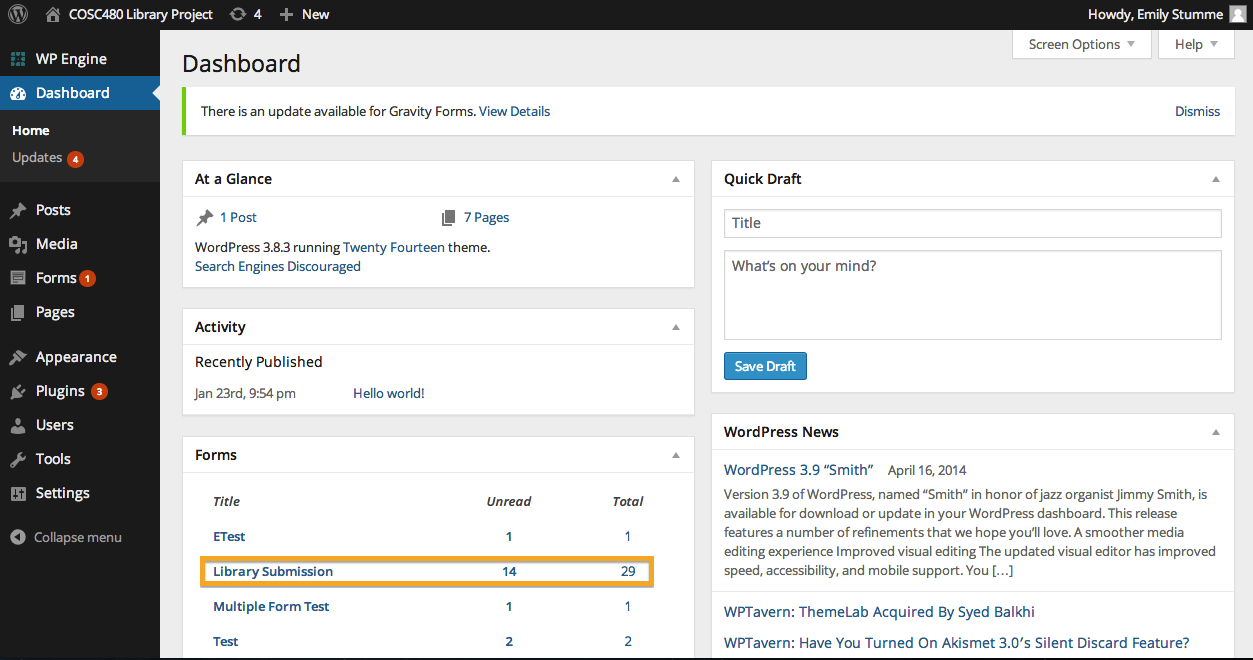 COSC480 Library Project 4 New Howdy, Emily Stumme
WP Engine
Dashboard
Home
Updates 4
Posts
Media
Forms 1
Pages
Appearance
Plugins 3
Users
Tools
Settings
Collapse menu
Screen Options Help
Dashboard
There is an update available for Gravity Forms. View Details Dismiss
At a Glance
1 Post 7 Pages
WordPress 3.8.3 running Twenty Fourteen theme.
Search Engines Discouraged
Activity
Recently Published
Jan 23rd, 9:54 pm Hello world!
Forms
Title Unread Total
ETest 1 1
Library Submission 14 29
Multiple Form Test 1 1
Test 2 2
Quick Draft
Title
What's on your mind?
Save Draft
WordPress News
WordPress 3.9 “Smith” April 16, 2014
Version 3.9 of WordPress, named “Smith” in honor of jazz organist Jimmy Smith, is
available for download or update in your WordPress dashboard. This release
features a number of refinements that we hope you’ll love. A smoother media
editing experience Improved visual editing The updated visual editor has improved
speed, accessibility, and mobile support. You […]
WPTavern: ThemeLab Acquired By Syed Balkhi
WPTavern: Have You Turned On Akismet 3.0′s Silent Discard Feature?